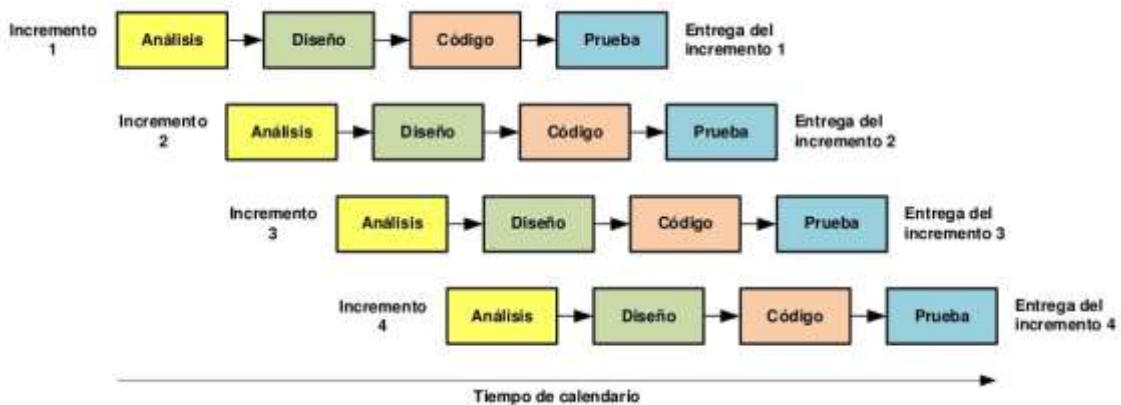 Incremento
1
Análisis
Diseño
Código
Prueba
Entrega del
incremento 1
Incremento
2
Análisis
Diseño
Código
Prueba
Entrega del
incremento 2
Incremento
3
Análisis
Diseño
Código
Prueba
Entrega del
incremento 3
Incremento
4
Análisis
Diseño
Código
Prueba
Entrega del
incremento 4
Tiempo de calendario